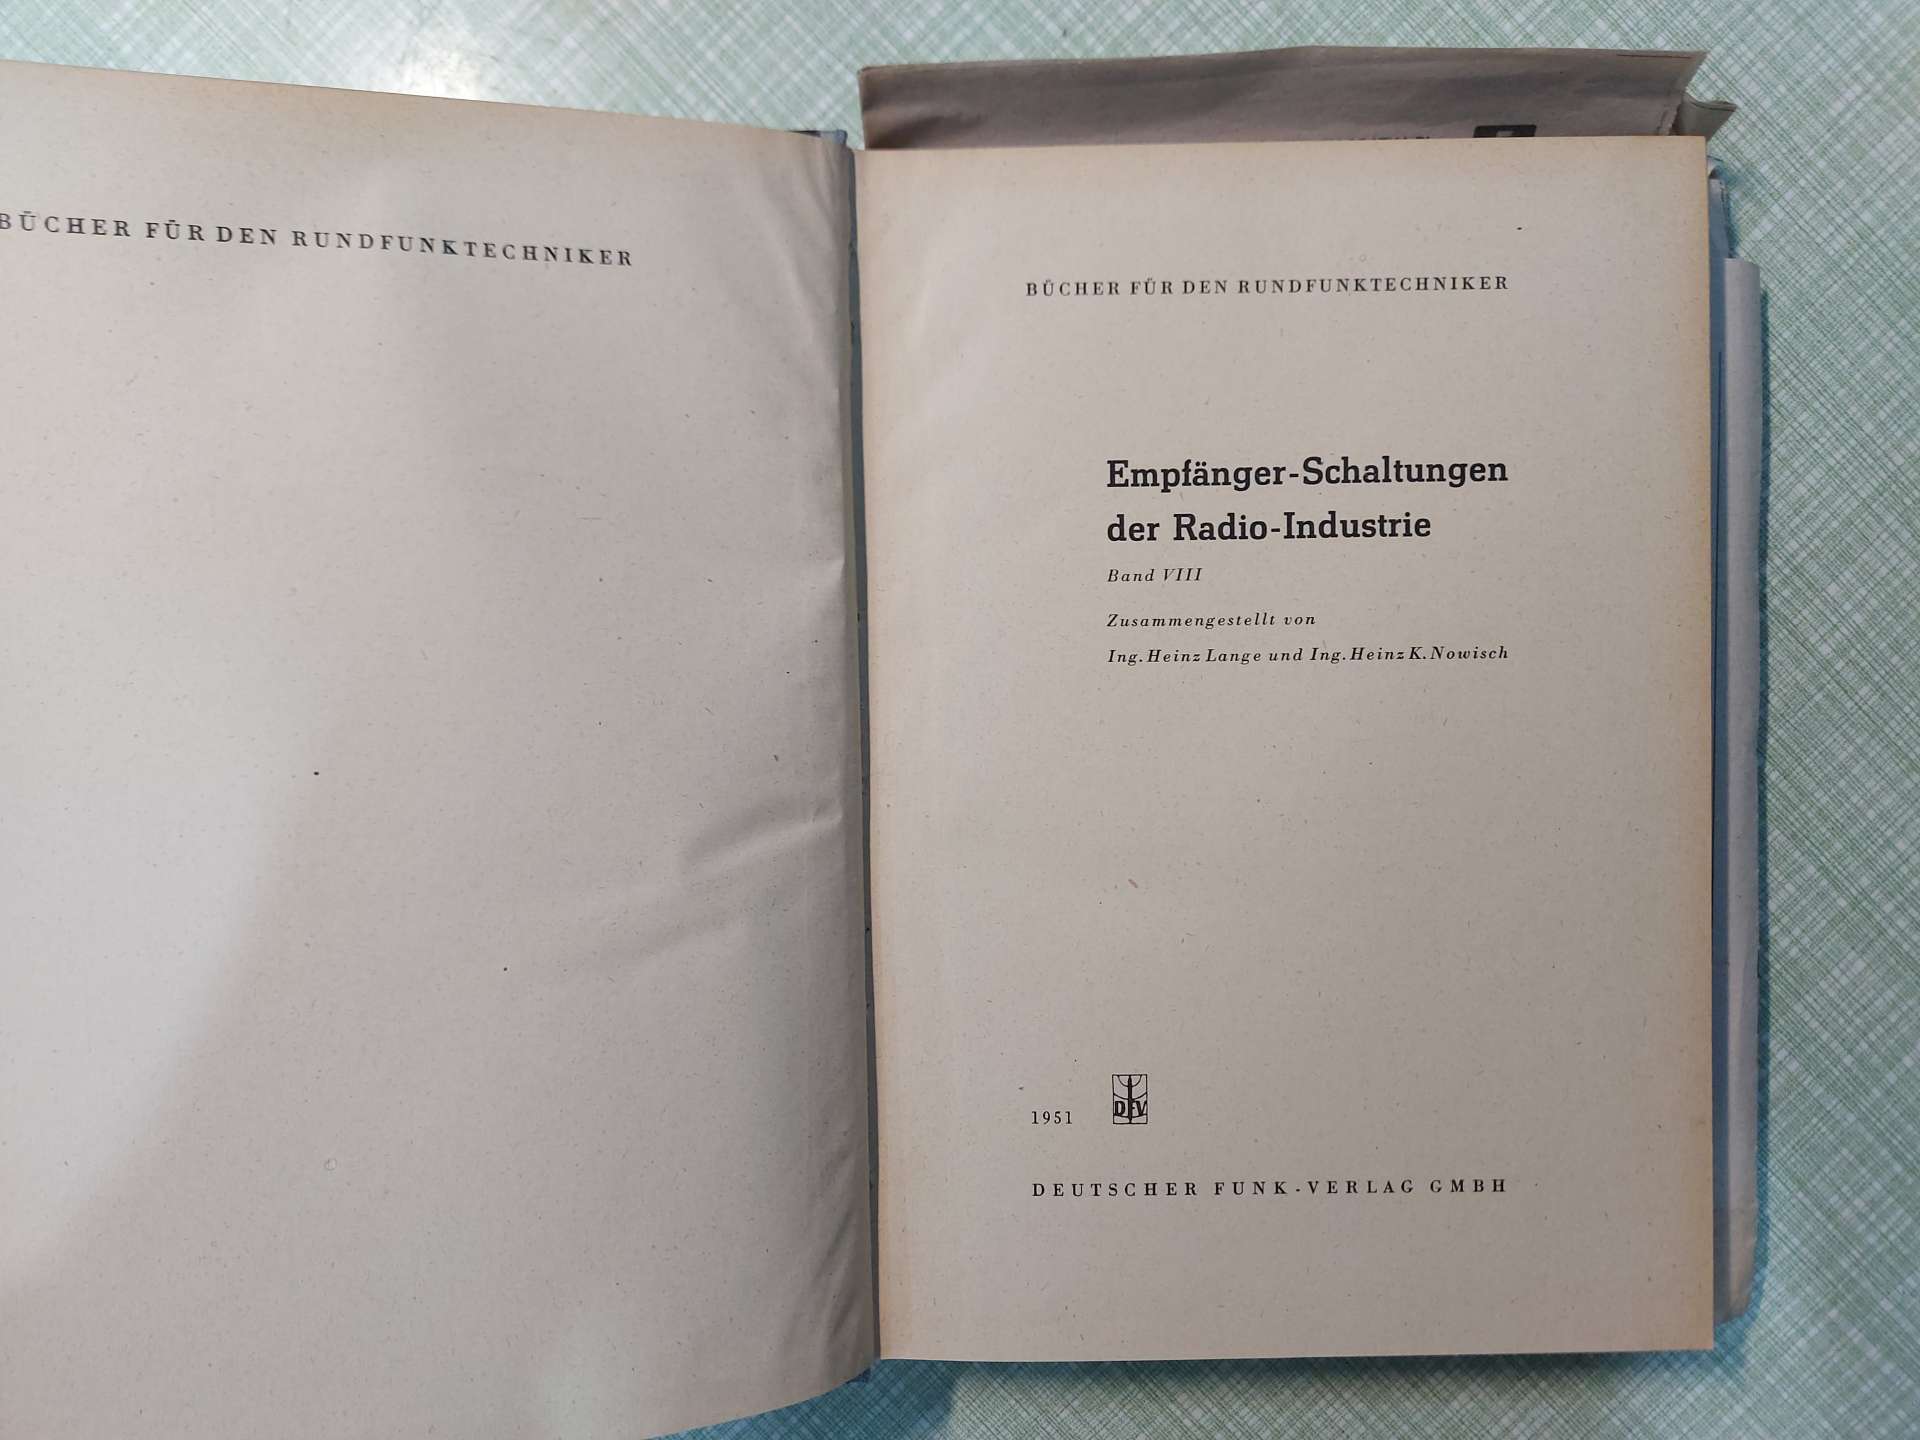 BÜCHER FÜR DEN RUNDFUNKTECHNIKER
BÜCHER FÜR DEN RUNDFUNKTECHNIKER
Empfänger-Schaltungen
der Radio-Industrie
Band VIII
Zusammengestellt von
Ing. Heinz Lange und Ing. Heinz K. Nowisch
1951
DFV
DEUTSCHER FUNK-VERLAG GMBH